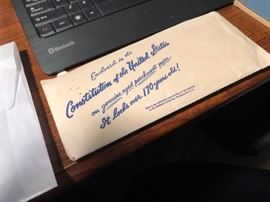 Bluetooth
Enclosed is the
Constitution of the United States
on genuine aged parchment paper
It looks over 170 years old!